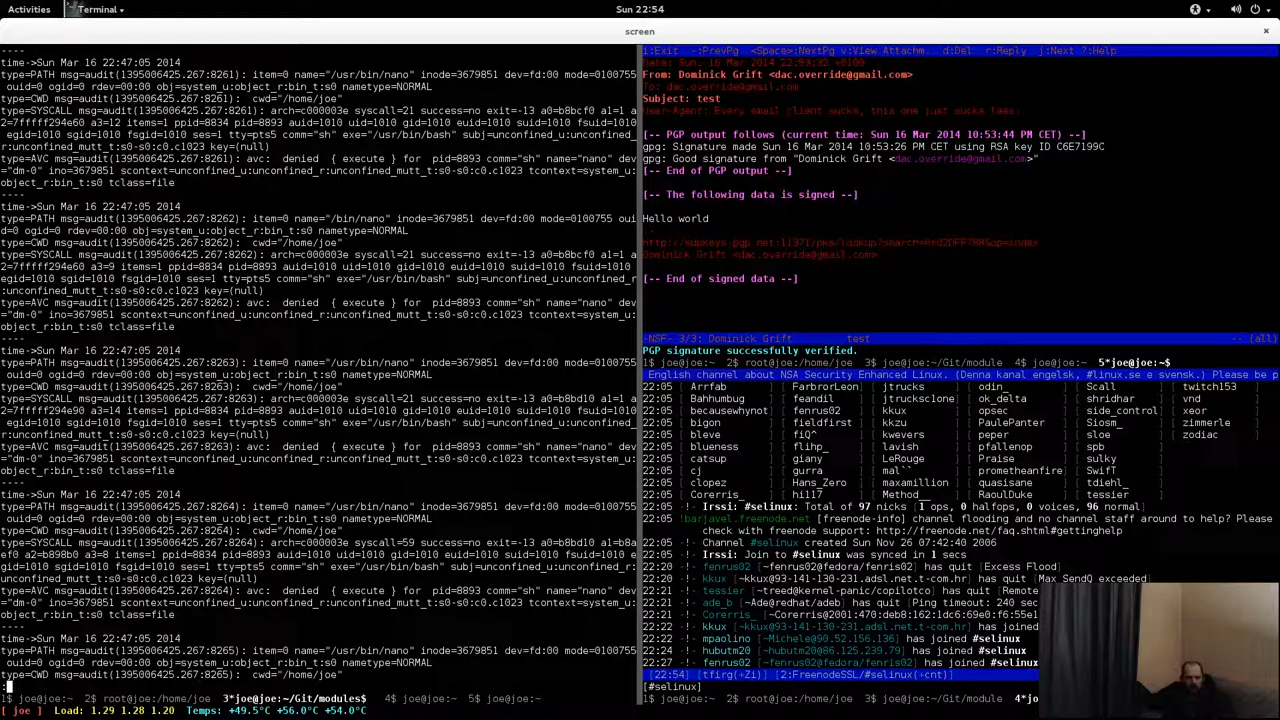 Activities
Terminal
Sun 22:54
screen
×
----
time->Sun Mar 16 22:47:05 2014
type=PATH msg=audit(1395006425.267:8261): item=0 name="/usr/bin/nano" inode=3679851 dev=fd:00 mode=0100755
 ouid=0 ogid=0 rdev=00:00 obj=system_u:object_r:bin_t:s0 nametype=NORMAL
type=CWD msg=audit(1395006425.267:8261):  cwd="/home/joe"
type=SYSCALL msg=audit(1395006425.267:8261): arch=c000003e syscall=21 success=no exit=-13 a0=b8bcf0 a1=1 a
2=7fffff294e60 a3=12 items=1 ppid=8834 pid=8893 auid=1010 uid=1010 gid=1010 euid=1010 suid=1010 fsuid=1010
 egid=1010 sgid=1010 fsgid=1010 ses=1 tty=pts5 comm="sh" exe="/usr/bin/bash" subj=unconfined_u:unconfined_
r:unconfined_mutt_t:s0-s0:c0.c1023 key=(null)
type=AVC msg=audit(1395006425.267:8261): avc:  denied  { execute } for  pid=8893 comm="sh" name="nano" dev
="dm-0" ino=3679851 scontext=unconfined_u:unconfined_r:unconfined_mutt_t:s0-s0:c0.c1023 tcontext=system_u:
object_r:bin_t:s0 tclass=file
----
time->Sun Mar 16 22:47:05 2014
type=PATH msg=audit(1395006425.267:8262): item=0 name="/bin/nano" inode=3679851 dev=fd:00 mode=0100755 oui
d=0 ogid=0 rdev=00:00 obj=system_u:object_r:bin_t:s0 nametype=NORMAL
type=CWD msg=audit(1395006425.267:8262):  cwd="/home/joe"
type=SYSCALL msg=audit(1395006425.267:8262): arch=c000003e syscall=21 success=no exit=-13 a0=b8bcf0 a1=1 a
2=7fffff294e60 a3=9 items=1 ppid=8834 pid=8893 auid=1010 uid=1010 gid=1010 euid=1010 suid=1010 fsuid=1010
egid=1010 sgid=1010 fsgid=1010 ses=1 tty=pts5 comm="sh" exe="/usr/bin/bash" subj=unconfined_u:unconfined_r
:unconfined_mutt_t:s0-s0:c0.c1023 key=(null)
type=AVC msg=audit(1395006425.267:8262): avc:  denied  { execute } for  pid=8893 comm="sh" name="nano" dev
="dm-0" ino=3679851 scontext=unconfined_u:unconfined_r:unconfined_mutt_t:s0-s0:c0.c1023 tcontext=system_u:
object_r:bin_t:s0 tclass=file
----
time->Sun Mar 16 22:47:05 2014
type=PATH msg=audit(1395006425.267:8263): item=0 name="/usr/bin/nano" inode=3679851 dev=fd:00 mode=0100755
 ouid=0 ogid=0 rdev=00:00 obj=system_u:object_r:bin_t:s0 nametype=NORMAL
type=CWD msg=audit(1395006425.267:8263):  cwd="/home/joe"
type=SYSCALL msg=audit(1395006425.267:8263): arch=c000003e syscall=21 success=no exit=-13 a0=b8bcf0 a1=1 a
2=7fffff294e60 a3=14 items=1 ppid=8834 pid=8893 auid=1010 uid=1010 gid=1010 euid=1010 suid=1010 fsuid=1010
 egid=1010 sgid=1010 fsgid=1010 ses=1 tty=pts5 comm="sh" exe="/usr/bin/bash" subj=unconfined_u:unconfined_
r:unconfined_mutt_t:s0-s0:c0.c1023 key=(null)
type=AVC msg=audit(1395006425.267:8263): avc:  denied  { execute } for  pid=8893 comm="sh" name="nano" dev
="dm-0" ino=3679851 scontext=unconfined_u:unconfined_r:unconfined_mutt_t:s0-s0:c0.c1023 tcontext=system_u:
object_r:bin_t:s0 tclass=file
----
time->Sun Mar 16 22:47:05 2014
type=PATH msg=audit(1395006425.267:8264): item=0 name="/usr/bin/nano" inode=3679851 dev=fd:00 mode=0100755
 ouid=0 ogid=0 rdev=00:00 obj=system_u:object_r:bin_t:s0 nametype=NORMAL
type=CWD msg=audit(1395006425.267:8264):  cwd="/home/joe"
type=SYSCALL msg=audit(1395006425.267:8264): arch=c000003e syscall=59 success=no exit=-13 a0=b8bd10 a1=b8a
ef0 a2=b898b0 a3=8 items=1 ppid=8834 pid=8893 auid=1010 uid=1010 gid=1010 euid=1010 suid=1010 fsuid=1010 e
gid=1010 sgid=1010 fsgid=1010 ses=1 tty=pts5 comm="sh" exe="/usr/bin/bash" subj=unconfined_u:unconfined_r:
unconfined_mutt_t:s0-s0:c0.c1023 key=(null)
type=AVC msg=audit(1395006425.267:8264): avc:  denied  { execute } for  pid=8893 comm="sh" name="nano" dev
="dm-0" ino=3679851 scontext=unconfined_u:unconfined_r:unconfined_mutt_t:s0-s0:c0.c1023 tcontext=system_u:
object_r:bin_t:s0 tclass=file
----
time->Sun Mar 16 22:47:05 2014
type=PATH msg=audit(1395006425.267:8265): item=0 name="/usr/bin/nano" inode=3679851 dev=fd:00 mode=0100755
 ouid=0 ogid=0 rdev=00:00 obj=system_u:object_r:bin_t:s0 nametype=NORMAL
type=CWD msg=audit(1395006425.267:8265):  cwd="/home/joe"
:
1$ joe@joe:~  2$ root@joe:/home/joe  3*joe@joe:~/Git/modules$  4$ joe@joe:~  5$ joe@joe:~
[ joe ]  Load: 1.29 1.28 1.20  Temps: +49.5°C +56.0°C +54.0°C
i:Exit  -:PrevPg  <Space>:NextPg v:View Attachm.  d:Del  r:Reply  j:Next ?:Help
Date: Sun, 16 Mar 2014 22:53:32 +0100
From: Dominick Grift <dac.override@gmail.com>
To: dac.override@gmail.com
Subject: test
User-Agent: Every email client sucks, this one just sucks less.
[-- PGP output follows (current time: Sun 16 Mar 2014 10:53:44 PM CET) --]
gpg: Signature made Sun 16 Mar 2014 10:53:26 PM CET using RSA key ID C6E7199C
gpg: Good signature from "Dominick Grift <dac.override@gmail.com>"
[-- End of PGP output --]
[-- The following data is signed --]
Hello world
Dominick Grift <dac.override@gmail.com>
[-- End of signed data --]
-NSF- 3/3: Dominick Grift    test    -- (all)
PGP signature successfully verified.
1$ joe@joe:~  2$ root@joe:/home/joe  3$ joe@joe:~/Git/module  4$ joe@joe:~  5*joe@joe:~$
English channel about NSA Security Enhanced Linux. (Denna kanal engelsk, #linux.se e svensk.) Please be p
22:05 [ Arrfab ] [ FarbrorLeon ] [ jtrucks ] [ odin_ ] [ Scall ] [ twitch153 ]
22:05 [ Bahhumbug ] [ feandil ] [ jtrucksclone ] [ ok_delta ] [ shridhar ] [ vnd ]
22:05 [ becausewhynot ] [ fenrus02 ] [ kkux ] [ opsec ] [ side_control ] [ xeor ]
22:05 [ bigon ] [ fieldfirst ] [ kkzu ] [ PaulePanter ] [ Siosm_ ] [ zimmerle ]
22:05 [ bleve ] [ fiQ^ ] [ kwevers ] [ peper ] [ sloe ] [ zodiac ]
22:05 [ blueness ] [ flihp_ ] [ lavish ] [ pfallenop ] [ spb ]
22:05 [ catsup ] [ giany ] [ LeRouge ] [ Praise ] [ sulky ]
22:05 [ cj ] [ gurra ] [ mal`` ] [ prometheanfire ] [ SwifT ]
22:05 [ clopez ] [ Hans_Zero ] [ maxamillion ] [ quasisane ] [ tdiehl_ ]
22:05 [ Corerris_ ] [ hi117 ] [ Method__ ] [ RaoulDuke ] [ tessier ]
22:05 -!- Irssi: #selinux: Total of 97 nicks [1 ops, 0 halfops, 0 voices, 96 normal]
22:05 !barjavel.freenode.net [freenode-info] channel flooding and no channel staff around to help? Please
check with freenode support: http://freenode.net/faq.shtml#gettinghelp
22:05 -!- Channel #selinux created Sun Nov 26 07:42:40 2006
22:05 -!- Irssi: Join to #selinux was synced in 1 secs
22:20 -!- fenrus02 [~fenrus02@fedora/fenrus02] has quit [Excess Flood]
22:20 -!- kkux [~kkux@93-141-130-231.adsl.net.t-com.hr] has quit [Max SendQ exceeded]
22:21 -!- tessier [~treed@kernel-panic/copilotco] has quit [Remote
22:21 -!- ade_b [~Ade@redhat/adeb] has quit [Ping timeout: 240 sec
22:21 -!- Corerris_ [~Corerris@2001:470:db6b:162:1dc6:69e0:f6:55e1
22:22 -!- kkux [~kkux@93-141-130-231.adsl.net.t-com.hr] has joined
22:22 -!- mpaolino [~Michele@90.52.156.136] has joined #selinux
22:24 -!- hubutm20 [~hubutm20@86.125.239.79] has joined #selinux
22:27 -!- fenrus02 [~fenrus02@fedora/fenrus02] has joined #selinux
[22:54] [tfirg(+Zi)] [2:FreenodeSSL/#selinux(+cnt)]
[#selinux]
1$ joe@joe:~  2$ root@joe:/home/joe  3$ joe@joe:~/Git/module  4*jo